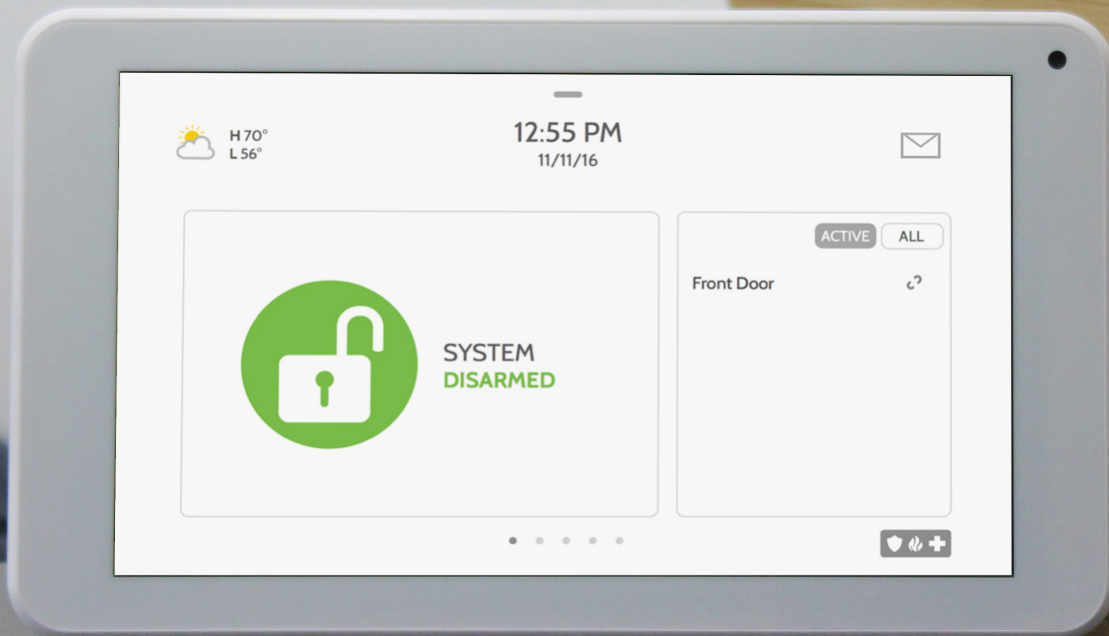 H 70°
L 56°
12:55 PM
11/11/16
ACTIVE
ALL
Front Door
SYSTEM
DISARMED